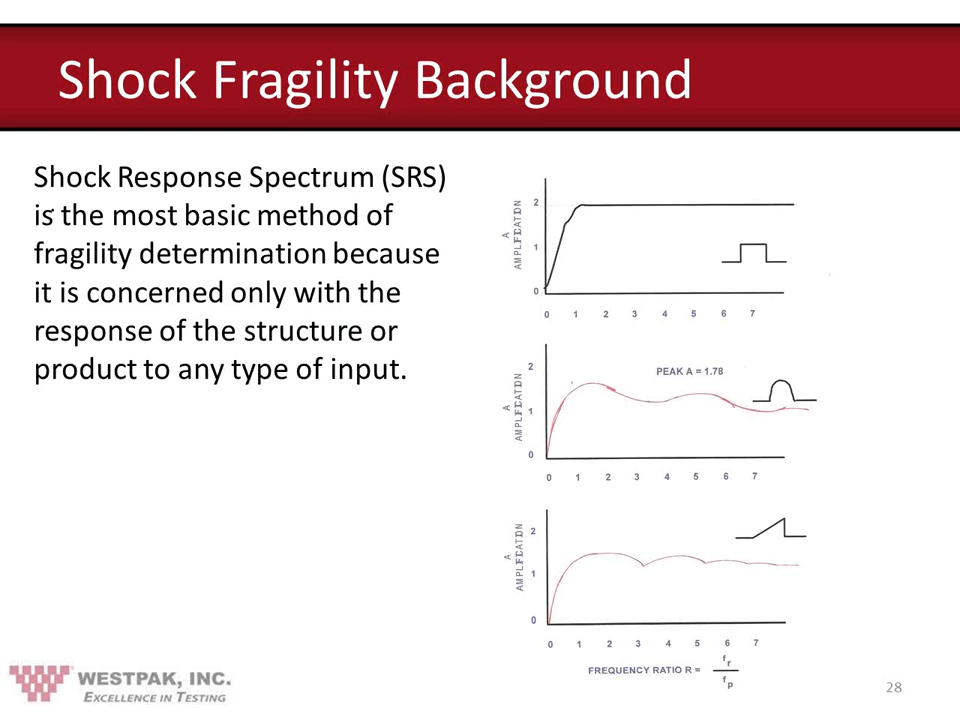 Shock Fragility Background
Shock Response Spectrum (SRS)
is the most basic method of
fragility determination because
it is concerned only with the
response of the structure or
product to any type of input.
A
AMPLIFICATION
2
1
0
0 1 2 3 4 5 6 7
PEAK A = 1.78
A
AMPLIFICATION
2
1
0
0 1 2 3 4 5 6 7
A
AMPLIFICATION
2
1
0
0 1 2 3 4 5 6 7
FREQUENCY RATIO R = fr
fp
WESTPAK, INC.
EXCELLENCE IN TESTING
28